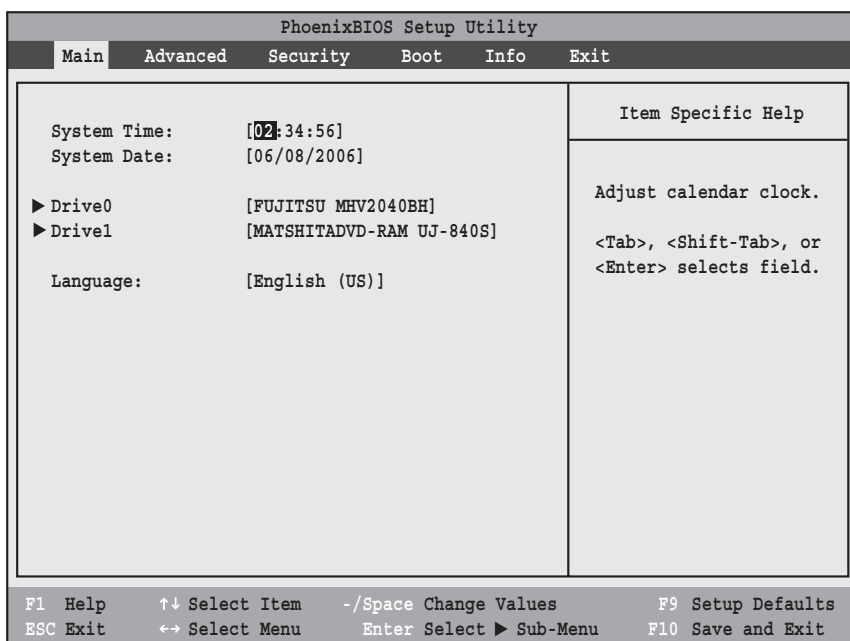 PhoenixBIOS Setup Utility
Main Advanced Security Boot Info Exit
System Time: [02:34:56]
System Date: [06/08/2006]
▶ Drive0 [FUJITSU MHV2040BH]
▶ Drive1 [MATSHITADVD-RAM UJ-840S]
Language: [English (US)]
Item Specific Help
Adjust calendar clock.
<Tab>, <Shift-Tab>, or
<Enter> selects field.
F1 Help ↑↓ Select Item -/Space Change Values F9 Setup Defaults
ESC Exit ←→ Select Menu Enter Select ▶ Sub-Menu F10 Save and Exit